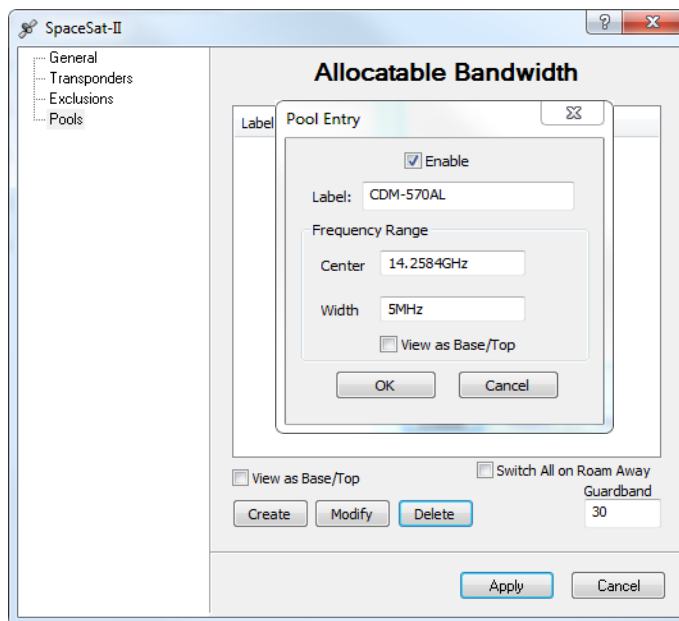 SpaceSat-II
General
Transponders
Exclusions
Pools
Allocatable Bandwidth
Label
Pool Entry
Enable
Label: CDM-570AL
Frequency Range
Center 14.2584GHz
Width 5MHz
View as Base/Top
OK Cancel
View as Base/Top
Switch All on Roam Away
Guardband
Create Modify Delete 30
Apply Cancel